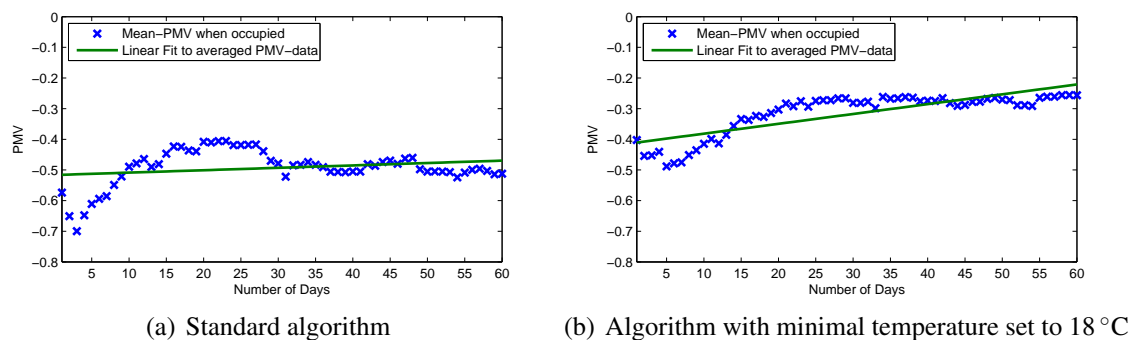 0
−0.1
−0.2
−0.3
−0.4
−0.5
−0.6
−0.7
−0.8
PMV
Mean−PMV when occupied
Linear Fit to averaged PMV−data
5 10 15 20 25 30 35 40 45 50 55 60
Number of Days
(a) Standard algorithm
0
−0.1
−0.2
−0.3
−0.4
−0.5
−0.6
−0.7
−0.8
PMV
Mean−PMV when occupied
Linear Fit to averaged PMV−data
5 10 15 20 25 30 35 40 45 50 55 60
Number of Days
(b) Algorithm with minimal temperature set to 18 °C